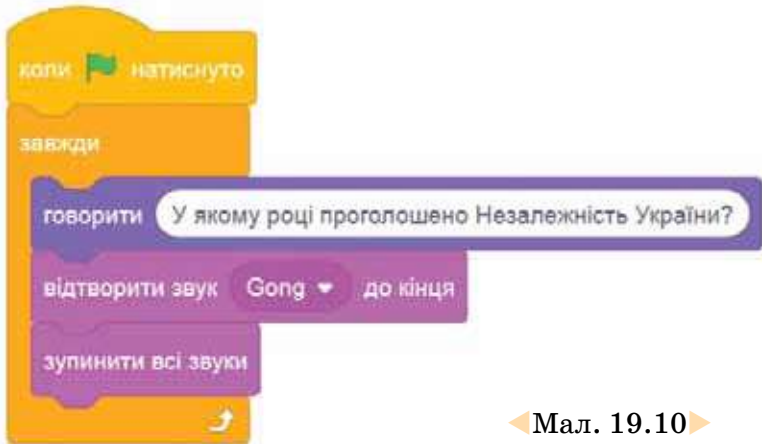 коли натиснуто
завжди
говорити У якому році проголошено Незалежність України?
відтворити звук Gong до кінця
зупинити всі звуки
Мал. 19.10